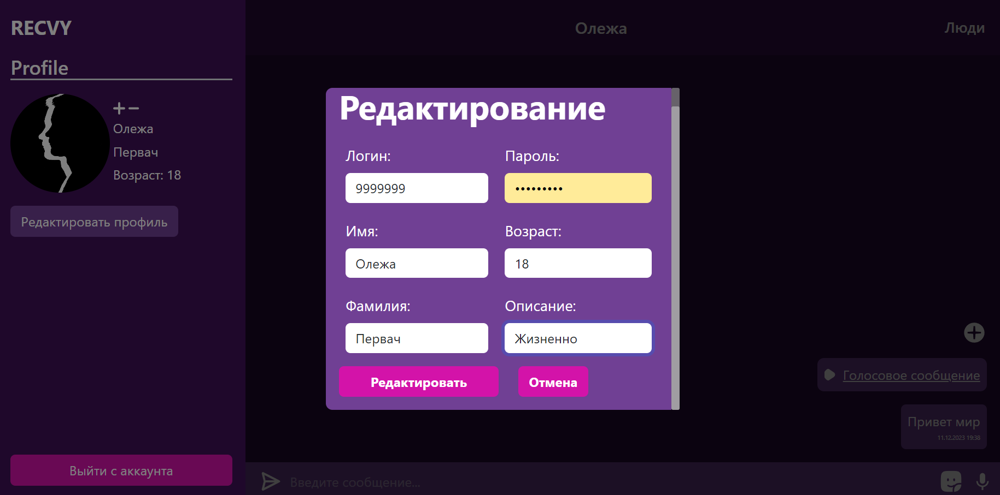 RECVY
Profile
Олежа
Первач
Возраст: 18
Редактировать профиль
Выйти с аккаунта
Олежа
Люди
Редактирование
Логин:
Пароль:
9999999
•••••••••
Имя:
Возраст:
Олежа
18
Фамилия:
Описание:
Первач
Жизненно
Редактировать
Отмена
Голосовое сообщение
Привет мир
11.12.2023 19:38
Введите сообщение...